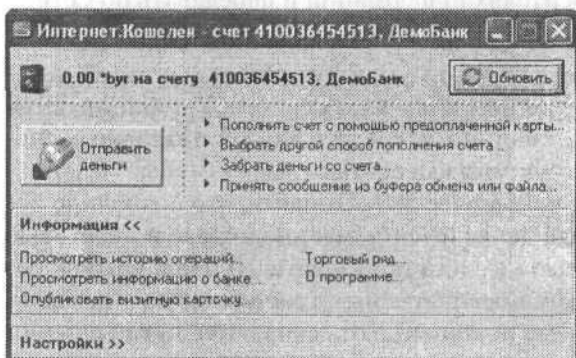 Интернет.Кошелек - счет 410036454513, ДемоБанк
0.00 *byr на счету 410036454513, ДемоБанк
Обновить
Отправить
деньги
Пополнить счет с помощью предоплаченной карты...
Выбрать другой способ пополнения счета...
Забрать деньги со счета...
Принять сообщение из буфера обмена или файла...
Информация <<
Просмотреть историю операций...
Торговый ряд...
Просмотреть информацию о банке...
О программе...
Опубликовать визитную карточку...
Настройки >>